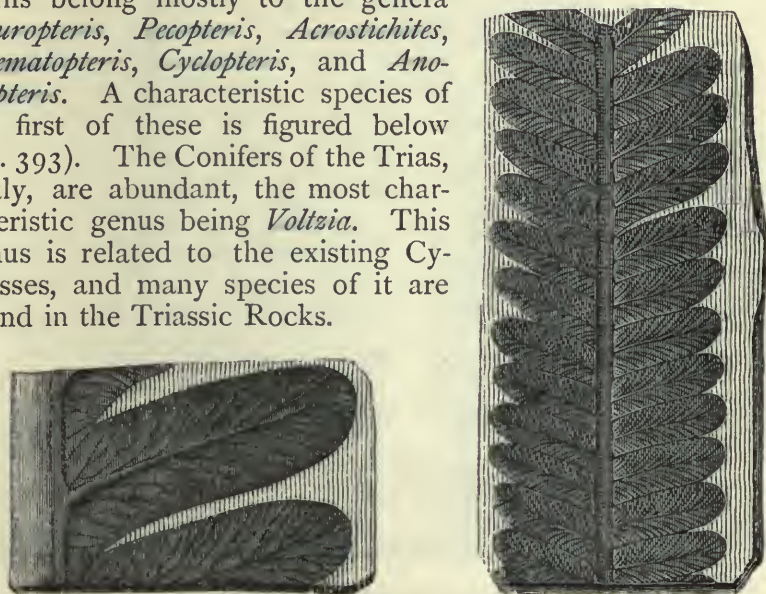 ns belong mostly to the genera
uropteris, Pecopteris, Acrostichites,
ematopteris, Cyclopteris, and Ano-
pteris. A characteristic species of
first of these is figured below
. 393). The Conifers of the Trias,
ly, are abundant, the most char-
eristic genus being Voltzia. This
nus is related to the existing Cy-
sses, and many species of it are
nd in the Triassic Rocks.